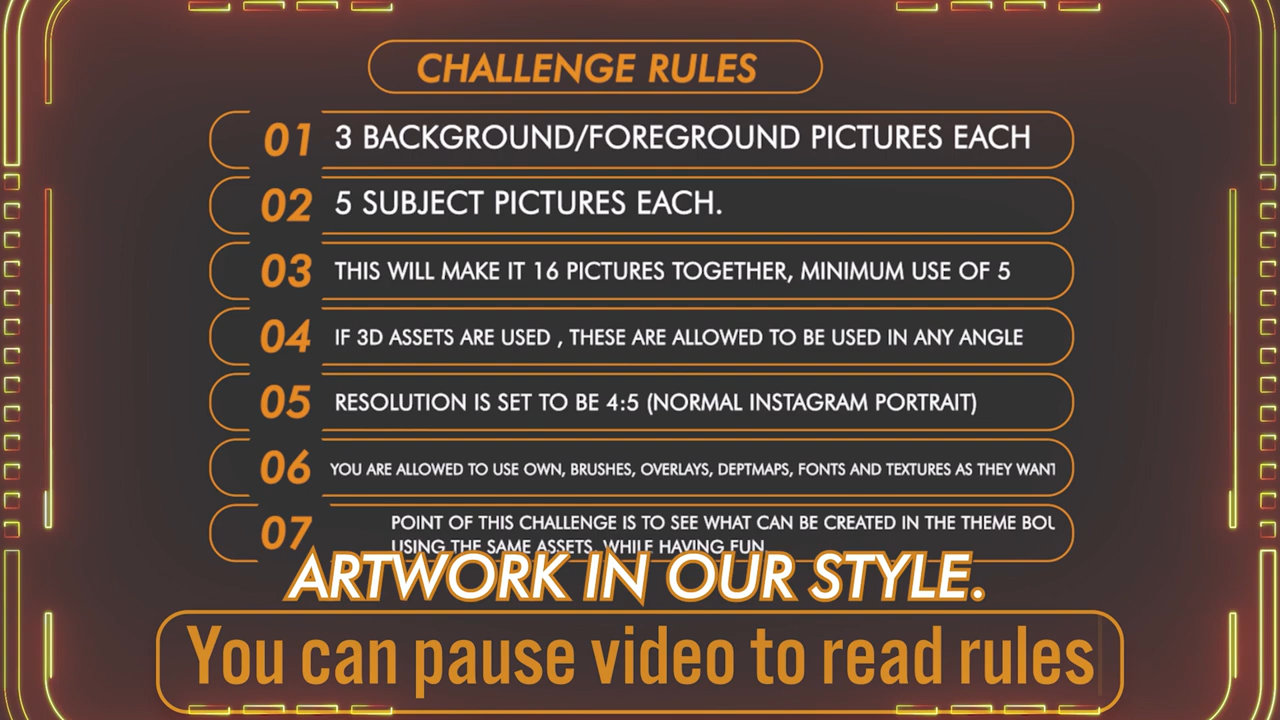 CHALLENGE RULES
01 3 BACKGROUND/FOREGROUND PICTURES EACH
02 5 SUBJECT PICTURES EACH.
03 THIS WILL MAKE IT 16 PICTURES TOGETHER, MINIMUM USE OF 5
04 IF 3D ASSETS ARE USED , THESE ARE ALLOWED TO BE USED IN ANY ANGLE
05 RESOLUTION IS SET TO BE 4:5 (NORMAL INSTAGRAM PORTRAIT)
06 YOU ARE ALLOWED TO USE OWN, BRUSHES, OVERLAYS, DEPTMAPS, FONTS AND TEXTURES AS THEY WANT
07 POINT OF THIS CHALLENGE IS TO SEE WHAT CAN BE CREATED IN THE THEME
USING THE SAME ASSETS, WHILE HAVING FUN
ARTWORK IN OUR STYLE.
You can pause video to read rules